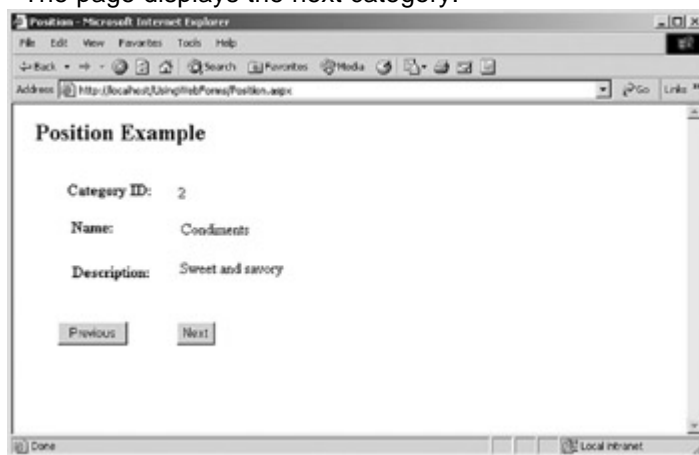 The page displays the next category.
Position - Microsoft Internet Explorer
File Edit View Favorites Tools Help
Back Search Favorites Media
Address http://localhost/UsingWebForms/Position.aspx Go Links »
Position Example
Category ID: 2
Name: Condiments
Description: Sweet and savory
Previous Next
Done Local intranet